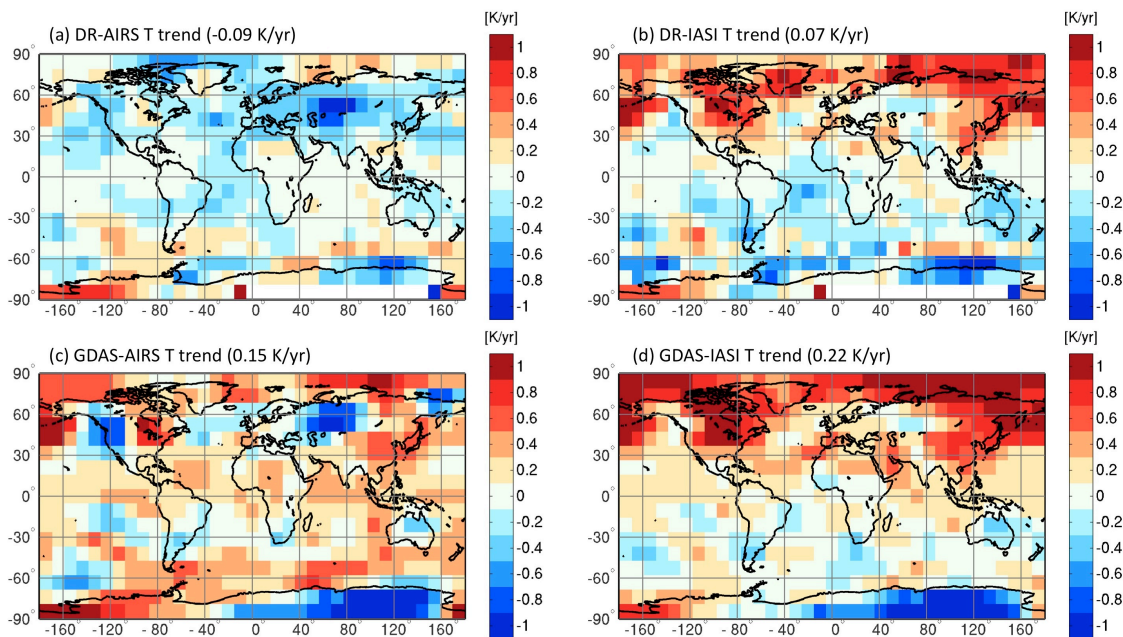 [K/yr] [K/yr]
(a) DR-AIRS T trend (-0.09 K/yr) (b) DR-IASI T trend (0.07 K/yr)
90° 1 90° 1
0.8 0.8
60° 0.6 60° 0.6
30° 0.4 30° 0.4
0.2 0.2
0° 0 0° 0
-0.2 -0.2
-30° -0.4 -30° -0.4
-60° -0.6 -60° -0.6
-0.8 -0.8
-90° -1 -90° -1
-160° -120° -80° -40° 0° 40° 80° 120° 160° -160° -120° -80° -40° 0° 40° 80° 120° 160°
[K/yr] [K/yr]
(c) GDAS-AIRS T trend (0.15 K/yr) (d) GDAS-IASI T trend (0.22 K/yr)
90° 1 90° 1
0.8 0.8
60° 0.6 60° 0.6
30° 0.4 30° 0.4
0.2 0.2
0° 0 0° 0
-0.2 -0.2
-30° -0.4 -30° -0.4
-60° -0.6 -60° -0.6
-0.8 -0.8
-90° -1 -90° -1
-160° -120° -80° -40° 0° 40° 80° 120° 160° -160° -120° -80° -40° 0° 40° 80° 120° 160°